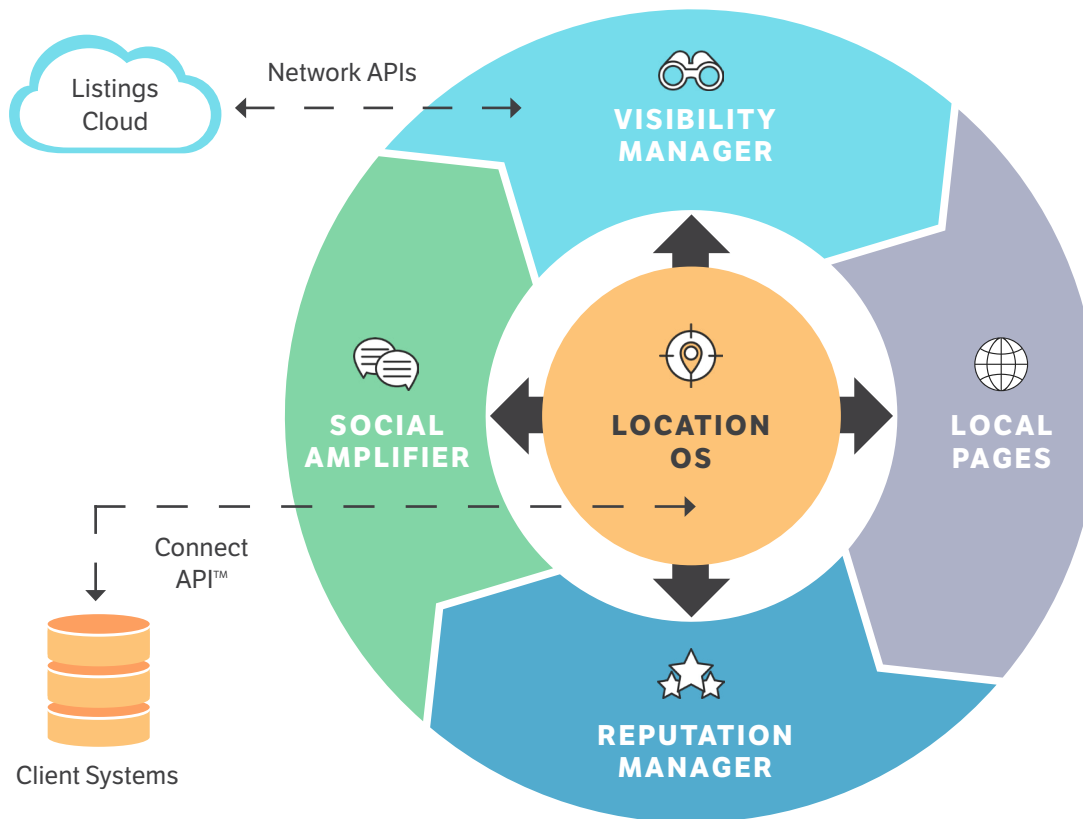 Listings
Cloud
Network APIs
VISIBILITY
MANAGER
SOCIAL
AMPLIFIER
LOCATION
OS
LOCAL
PAGES
Connect
API™
REPUTATION
MANAGER
Client Systems